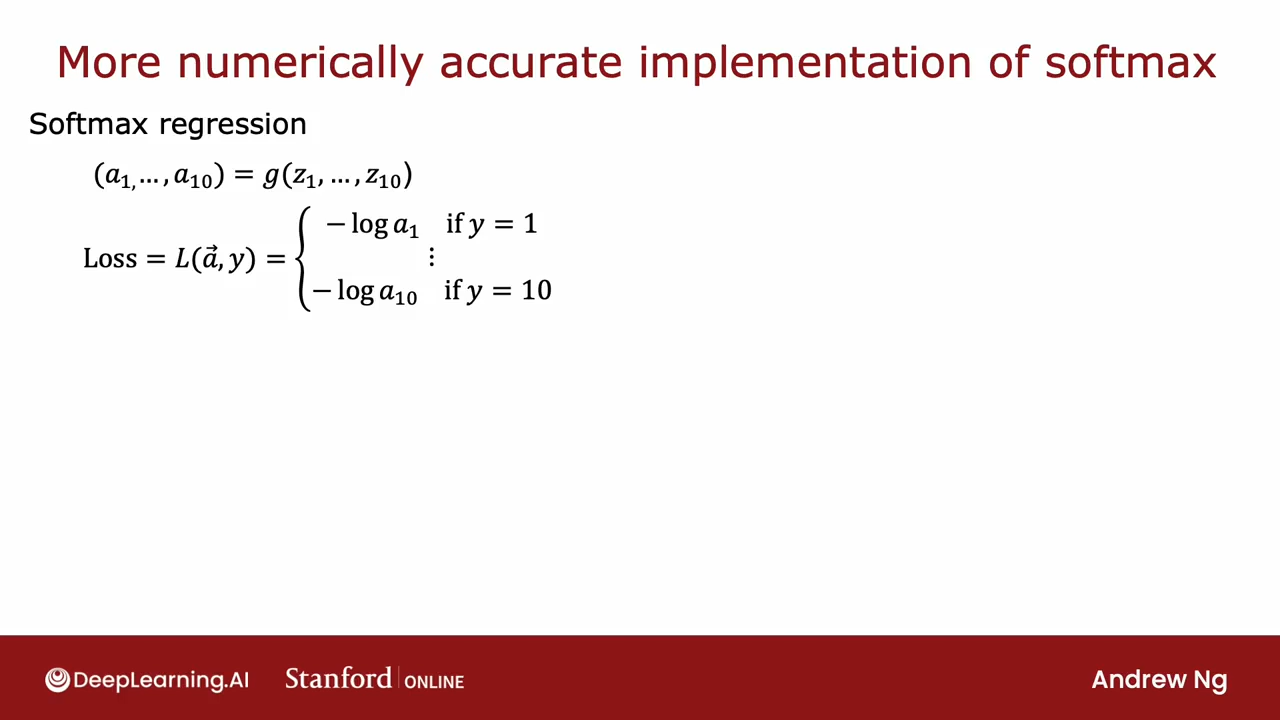 More numerically accurate implementation of softmax
Softmax regression
(a₁,…, a₁₀) = g(z₁, …, z₁₀)
Loss = L(a⃗, y) = {
− log a₁ if y = 1
⋮
− log a₁₀ if y = 10
DeepLearning.AI Stanford | ONLINE Andrew Ng